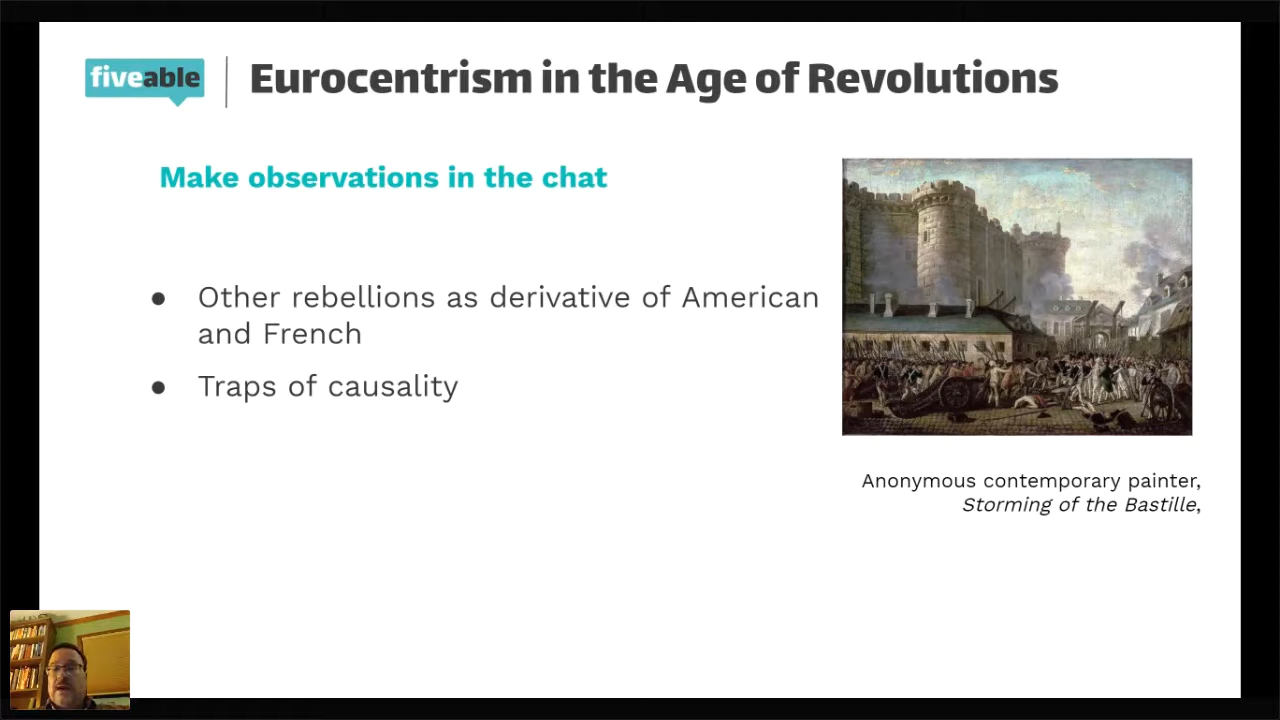 fiveable
Eurocentrism in the Age of Revolutions
Make observations in the chat
● Other rebellions as derivative of American
and French
● Traps of causality
Anonymous contemporary painter,
Storming of the Bastille,